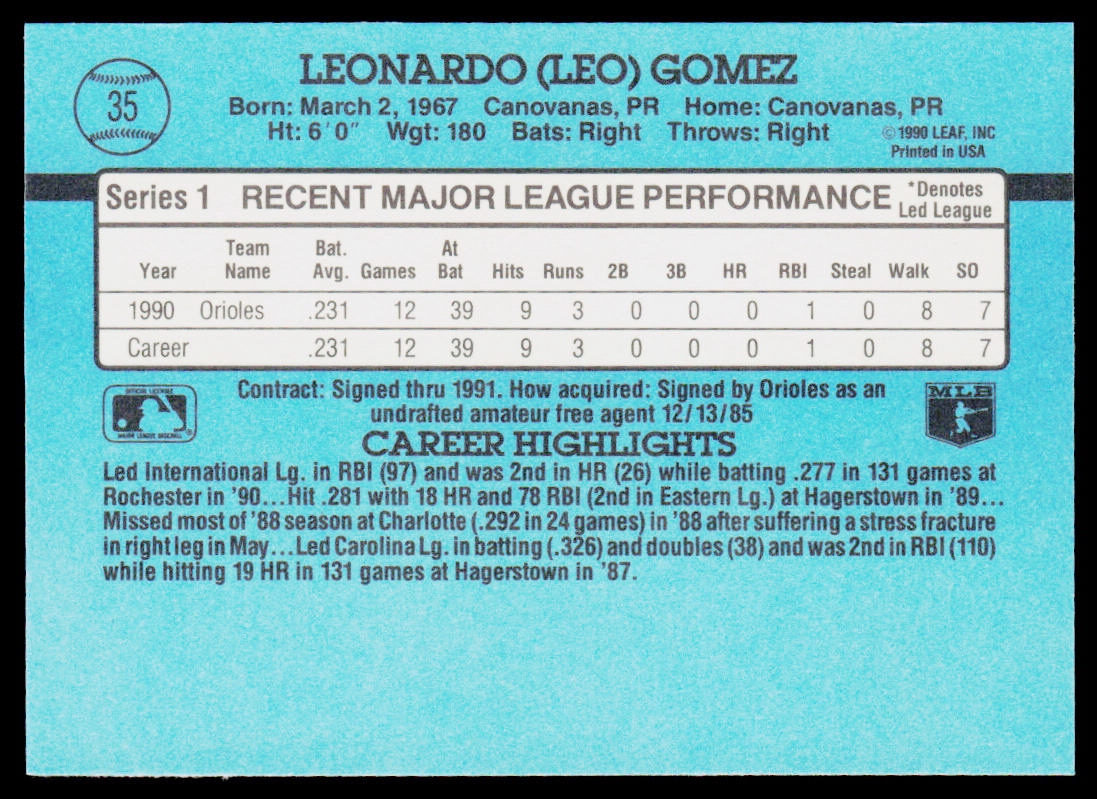 35
LEONARDO (LEO) GOMEZ
Born: March 2, 1967 Canovanas, PR Home: Canovanas, PR
Ht: 6'0" Wgt: 180 Bats: Right Throws: Right
© 1990 LEAF, INC
Printed in USA
Series 1 RECENT MAJOR LEAGUE PERFORMANCE
*Denotes
Led League
Year Team Name Bat. Avg. Games At Bat Hits Runs 2B 3B HR RBI Steal Walk SO
1990 Orioles .231 12 39 9 3 0 0 0 1 0 8 7
Career .231 12 39 9 3 0 0 0 1 0 8 7
OFFICIAL LICENSEE
MAJOR LEAGUE BASEBALL
®
Contract: Signed thru 1991. How acquired: Signed by Orioles as an
undrafted amateur free agent 12/13/85
MLB
CAREER HIGHLIGHTS
Led International Lg. in RBI (97) and was 2nd in HR (26) while batting .277 in 131 games at
Rochester in '90...Hit .281 with 18 HR and 78 RBI (2nd in Eastern Lg.) at Hagerstown in '89...
Missed most of '88 season at Charlotte (.292 in 24 games) in '88 after suffering a stress fracture
in right leg in May...Led Carolina Lg. in batting (.326) and doubles (38) and was 2nd in RBI (110)
while hitting 19 HR in 131 games at Hagerstown in '87.